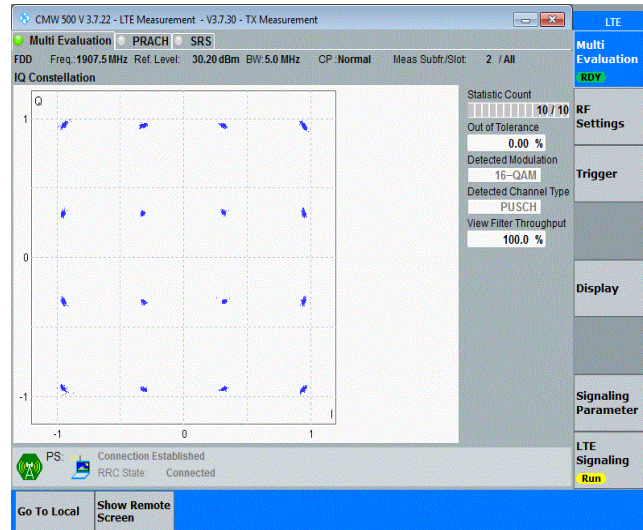 CMW 500 V 3.7.22 - LTE Measurement - V3.7.30 - TX Measurement
LTE
Multi Evaluation PRACH SRS
FDD Freq.: 1907.5 MHz Ref. Level: 30.20 dBm BW: 5.0 MHz CP : Normal Meas Subfr./Slot: 2 / All
IQ Constellation
Q
1
0
-1
-1 0 1
I
Statistic Count
10 / 10
Out of Tolerance
0.00 %
Detected Modulation
16-QAM
Detected Channel Type
PUSCH
View Filter Throughput
100.0 %
PS:
Connection Established
RRC State: Connected
Multi
Evaluation
RDY
RF
Settings
Trigger
Display
Signaling
Parameter
LTE
Signaling
Run
Go To Local
Show Remote
Screen